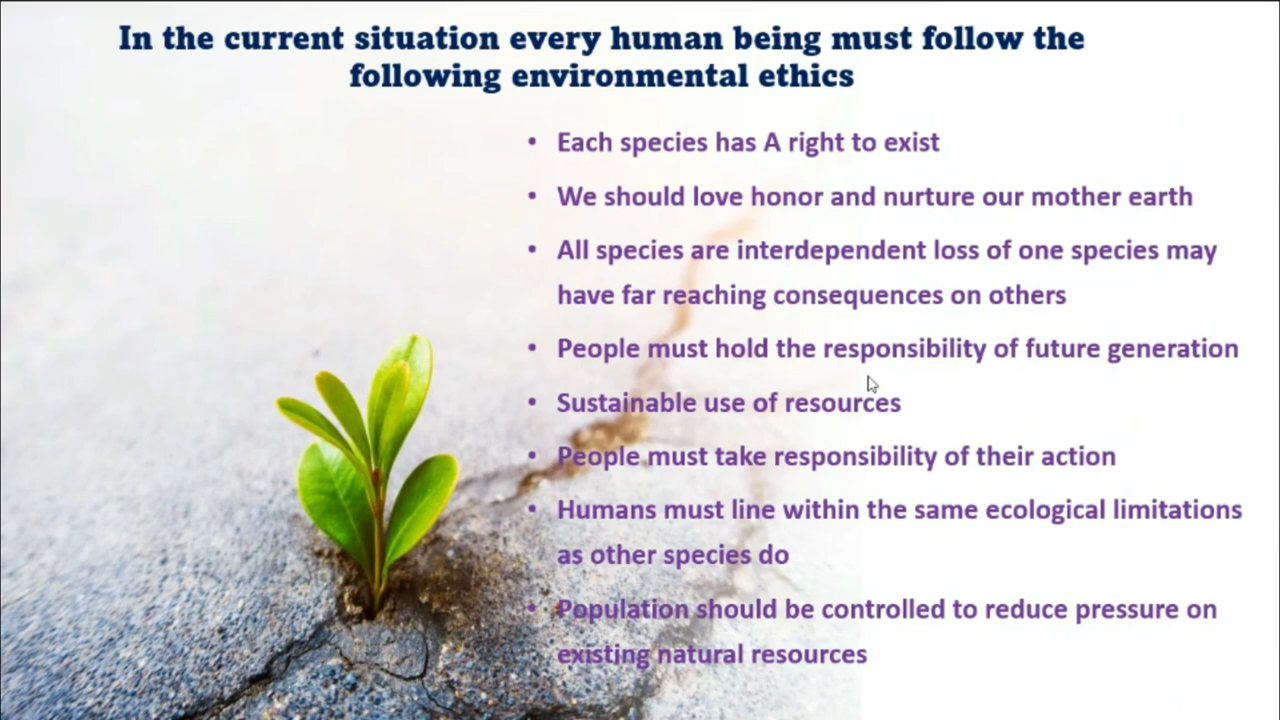 In the current situation every human being must follow the
following environmental ethics
• Each species has A right to exist
• We should love honor and nurture our mother earth
• All species are interdependent loss of one species may
have far reaching consequences on others
• People must hold the responsibility of future generation
• Sustainable use of resources
• People must take responsibility of their action
• Humans must line within the same ecological limitations
as other species do
• Population should be controlled to reduce pressure on
existing natural resources